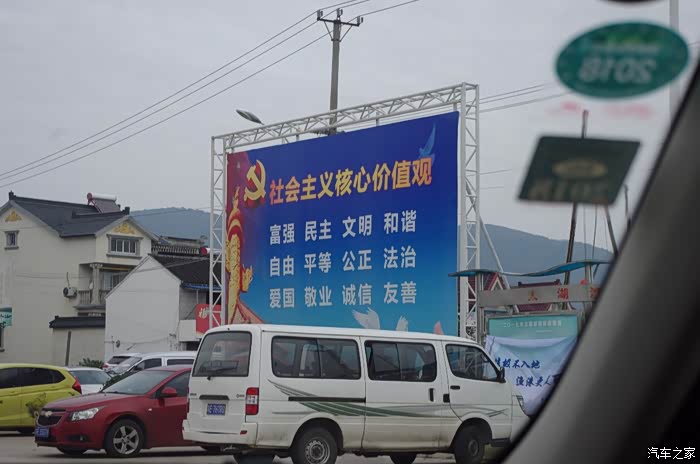 社会主义核心价值观
富强 民主 文明 和谐
自由 平等 公正 法治
爱国 敬业 诚信 友善
2018
汽车之家